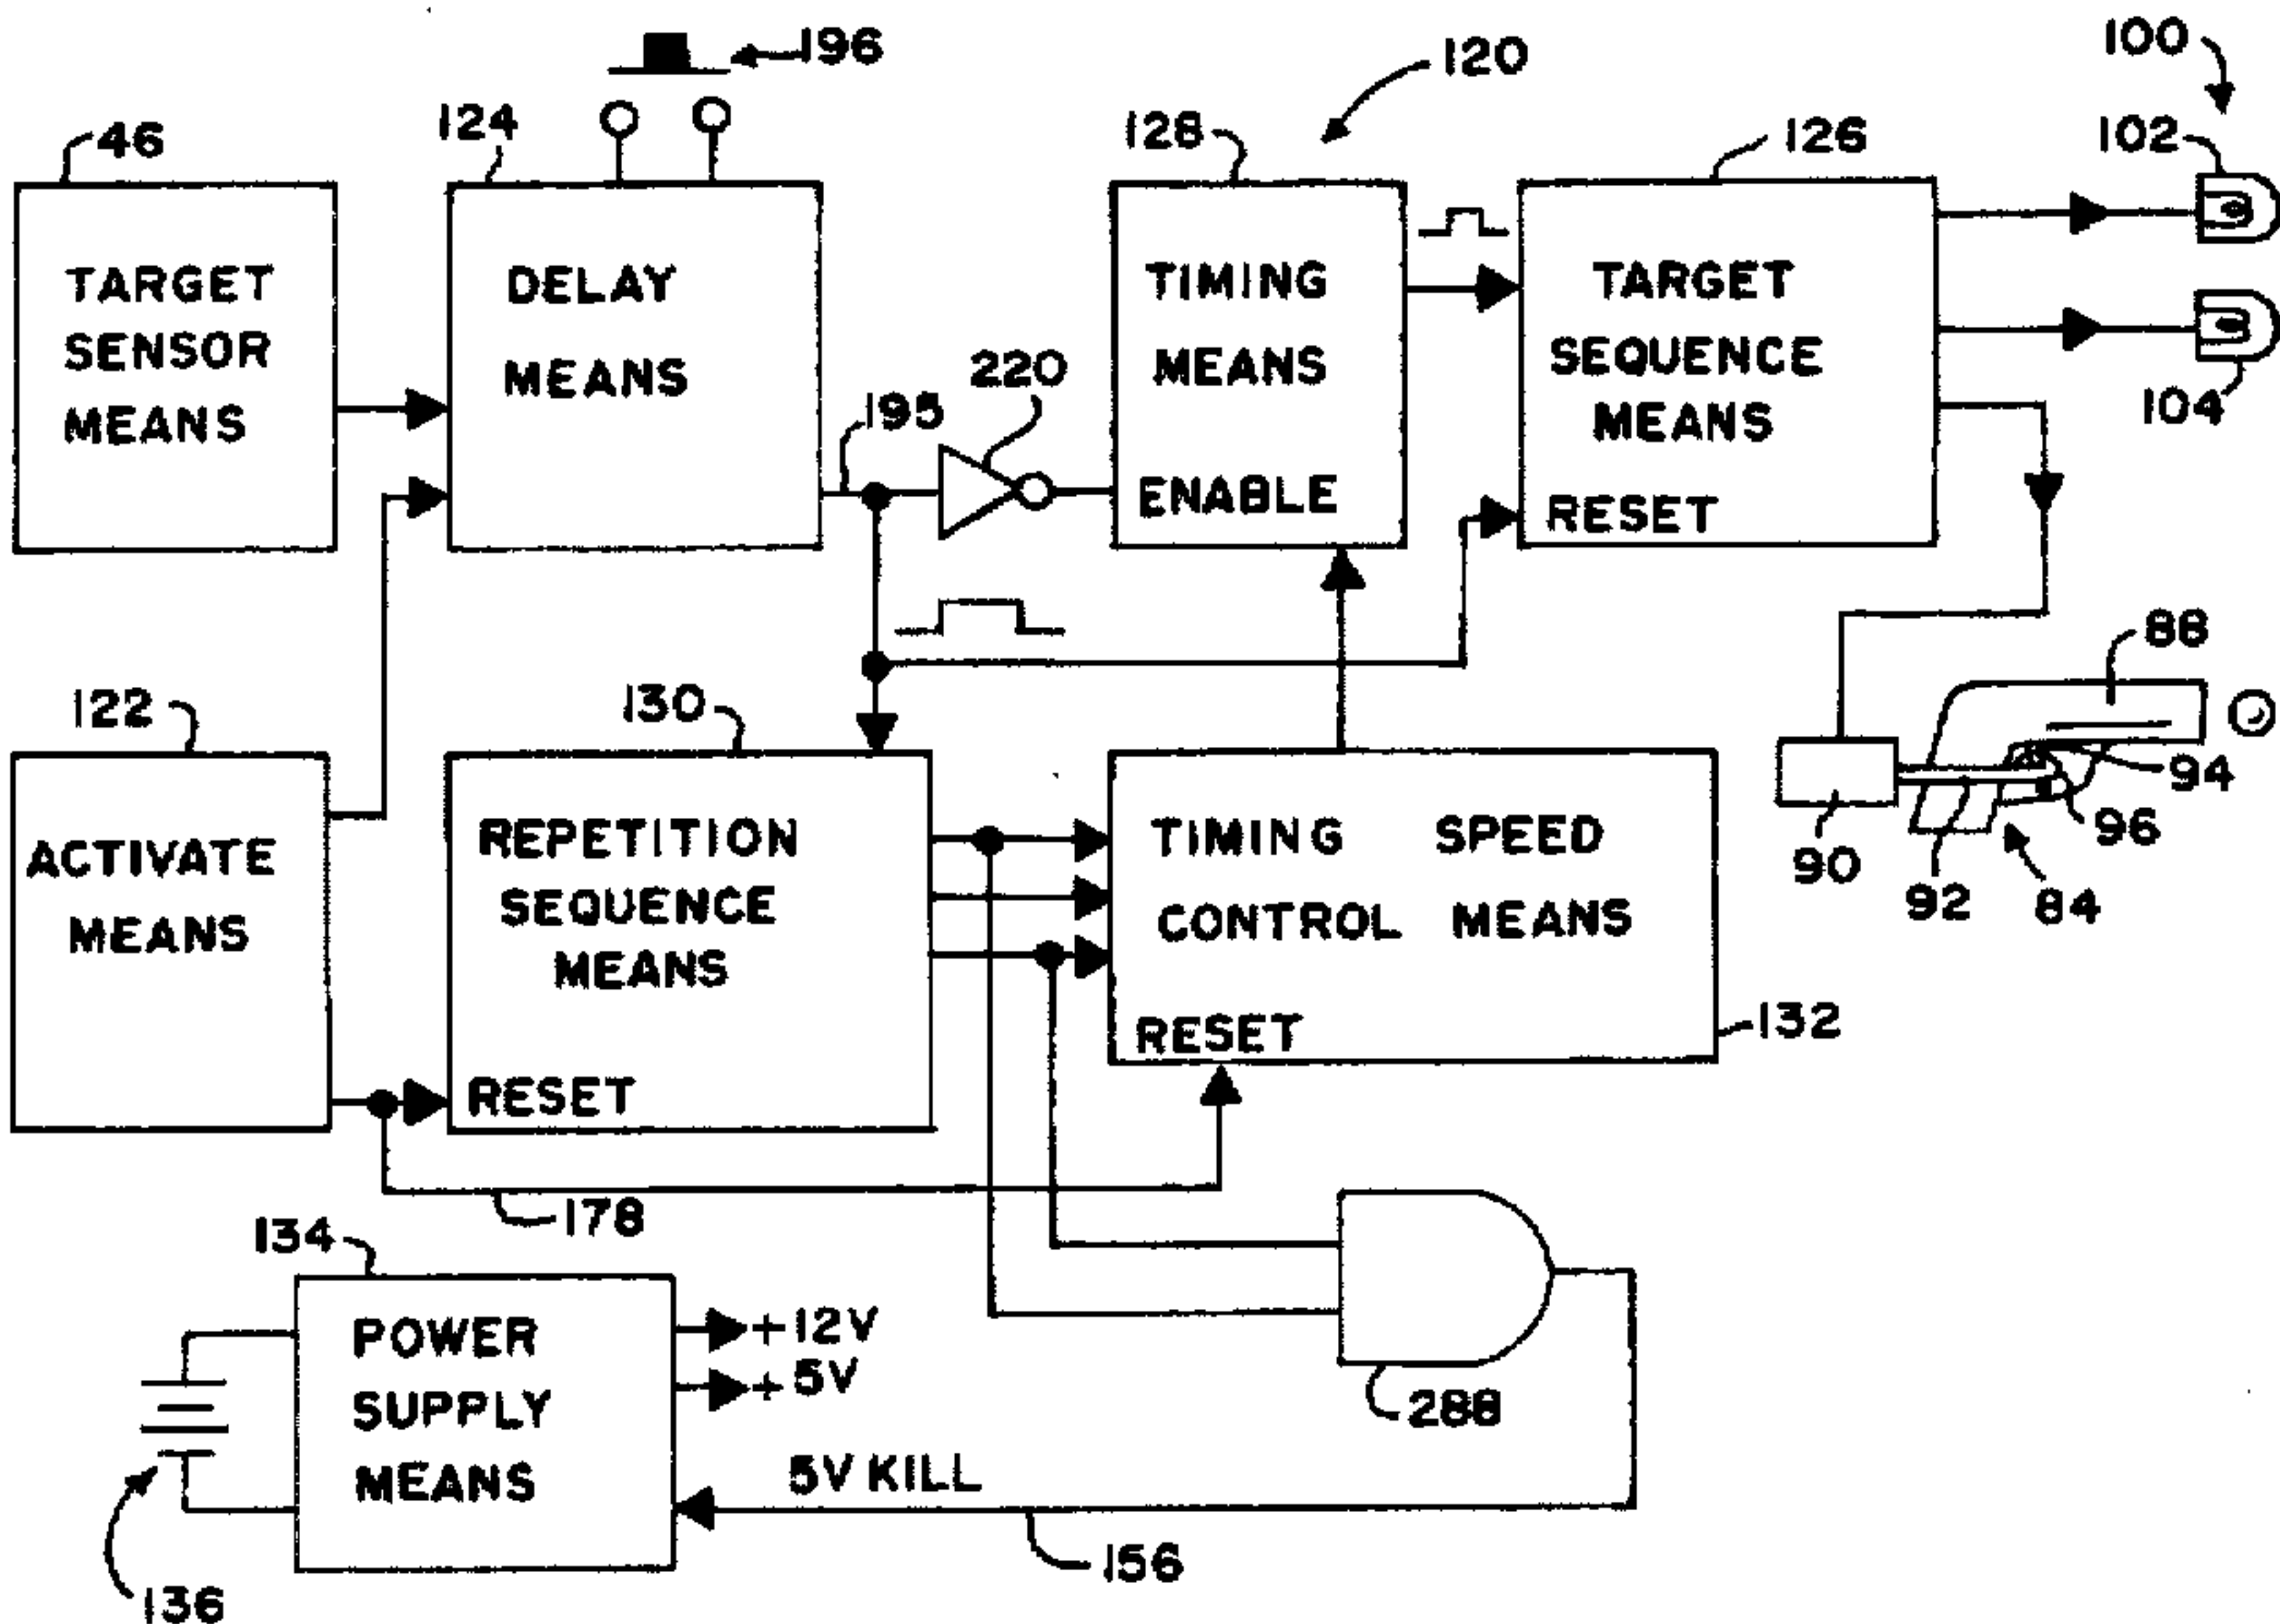 196
120
100
46
124
128
126
102
TARGET
SENSOR
MEANS
DELAY
MEANS
TIMING
MEANS
ENABLE
TARGET
SEQUENCE
MEANS
RESET
104
220
195
122
130
88
94
96
90
92
84
ACTIVATE
MEANS
REPETITION
SEQUENCE
MEANS
RESET
TIMING SPEED
CONTROL MEANS
RESET
132
178
134
POWER
SUPPLY
MEANS
+12V
+ 5V
288
5V KILL
156
136